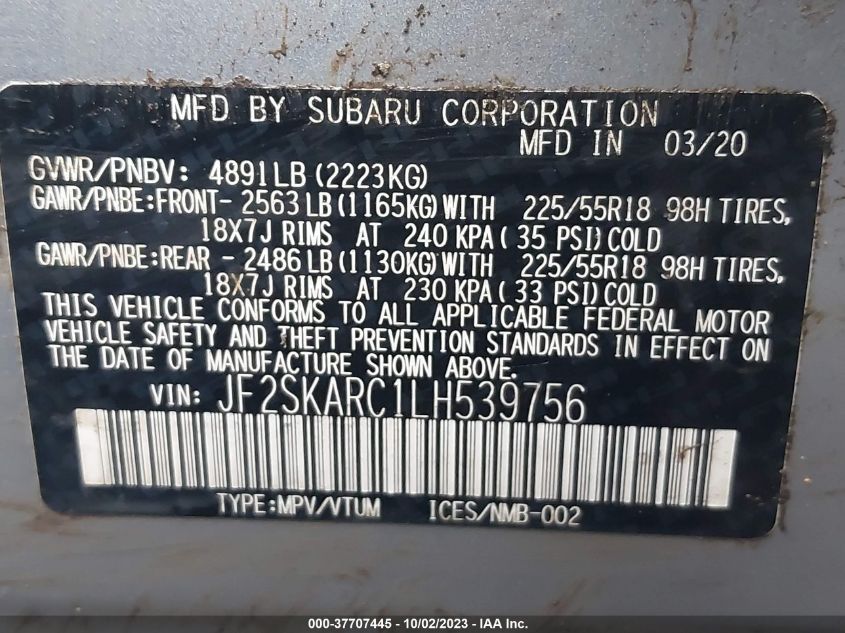 MFD BY SUBARU CORPORATION
MFD IN 03/20
GVWR/PNBV: 4891LB (2223KG)
GAWR/PNBE:FRONT- 2563 LB (1165KG) WITH 225/55R18 98H TIRES,
18X7J RIMS AT 240 KPA ( 35 PSI) COLD
GAWR/PNBE:REAR - 2486 LB (1130KG) WITH 225/55R18 98H TIRES,
18X7J RIMS AT 230 KPA ( 33 PSI) COLD
THIS VEHICLE CONFORMS TO ALL APPLICABLE FEDERAL MOTOR
VEHICLE SAFETY AND THEFT PREVENTION STANDARDS IN EFFECT ON
THE DATE OF MANUFACTURE SHOWN ABOVE.
VIN: JF2SKARC1LH539756
TYPE:MPV/VTUM ICES/NMB-002
000-37707445 - 10/02/2023 - IAA Inc.